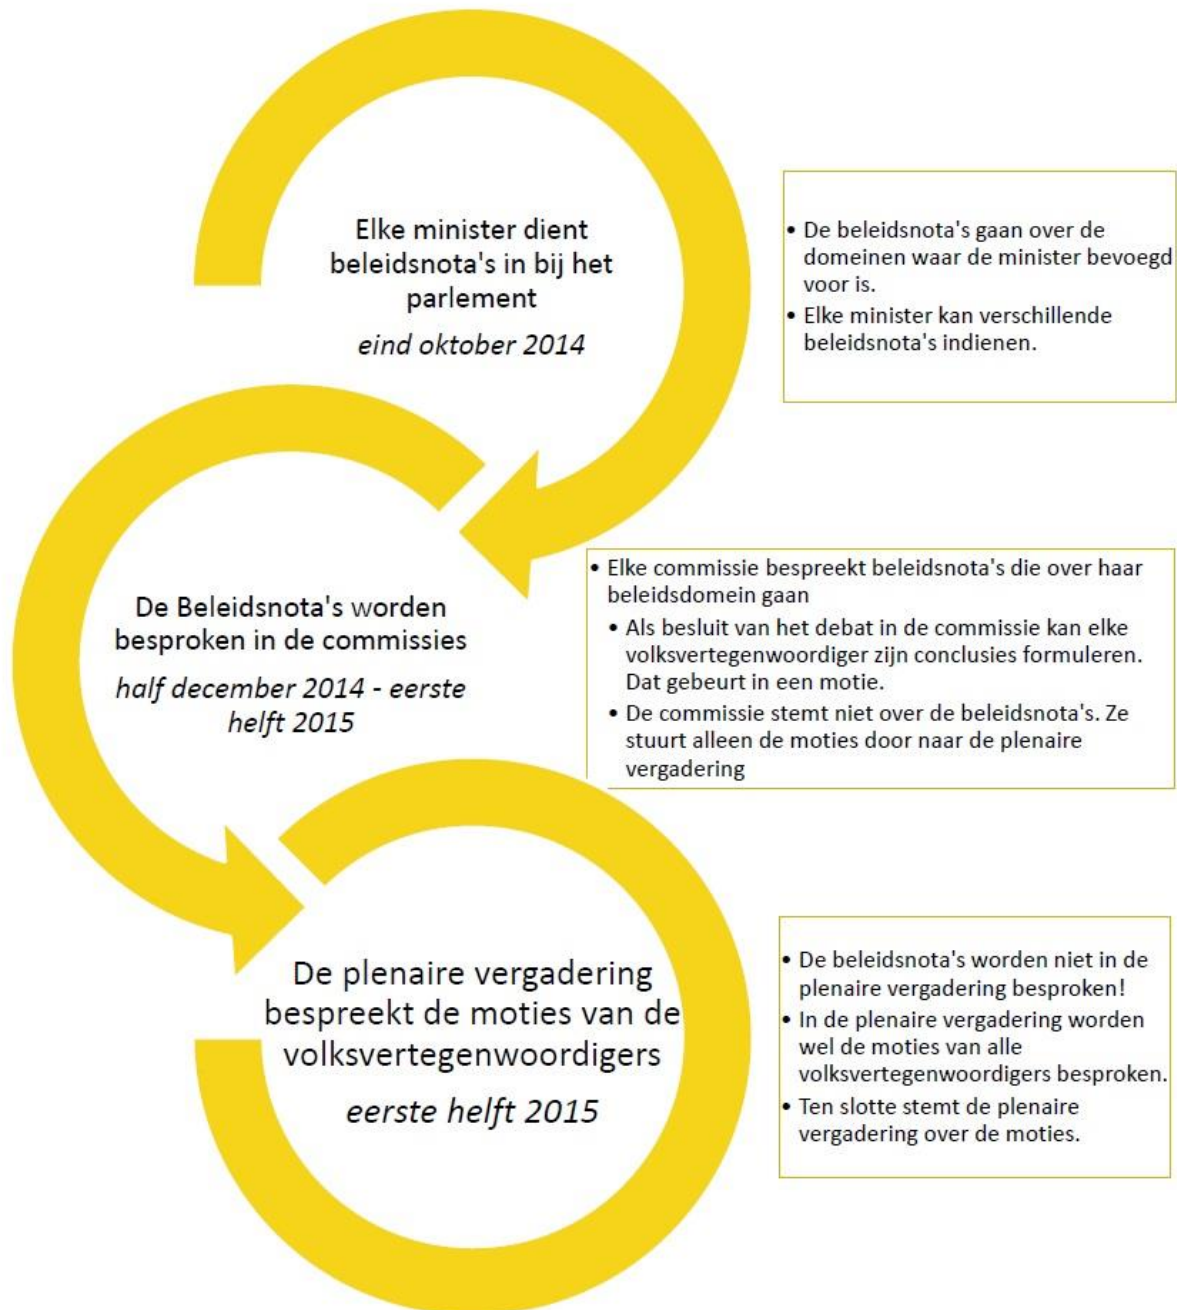 Elke minister dient
beleidsnota's in bij het
parlement
eind oktober 2014
• De beleidsnota's gaan over de
domeinen waar de minister bevoegd
voor is.
• Elke minister kan verschillende
beleidsnota's indienen.
De Beleidsnota's worden
besproken in de commissies
half december 2014 - eerste
helft 2015
• Elke commissie bespreekt beleidsnota's die over haar
beleidsdomein gaan
• Als besluit van het debat in de commissie kan elke
volksvertegenwoordiger zijn conclusies formuleren.
Dat gebeurt in een motie.
• De commissie stemt niet over de beleidsnota's. Ze
stuurt alleen de moties door naar de plenaire
vergadering
De plenaire vergadering
bespreekt de moties van de
volksvertegenwoordigers
eerste helft 2015
• De beleidsnota's worden niet in de
plenaire vergadering besproken!
• In de plenaire vergadering worden
wel de moties van alle
volksvertegenwoordigers besproken.
• Ten slotte stemt de plenaire
vergadering over de moties.